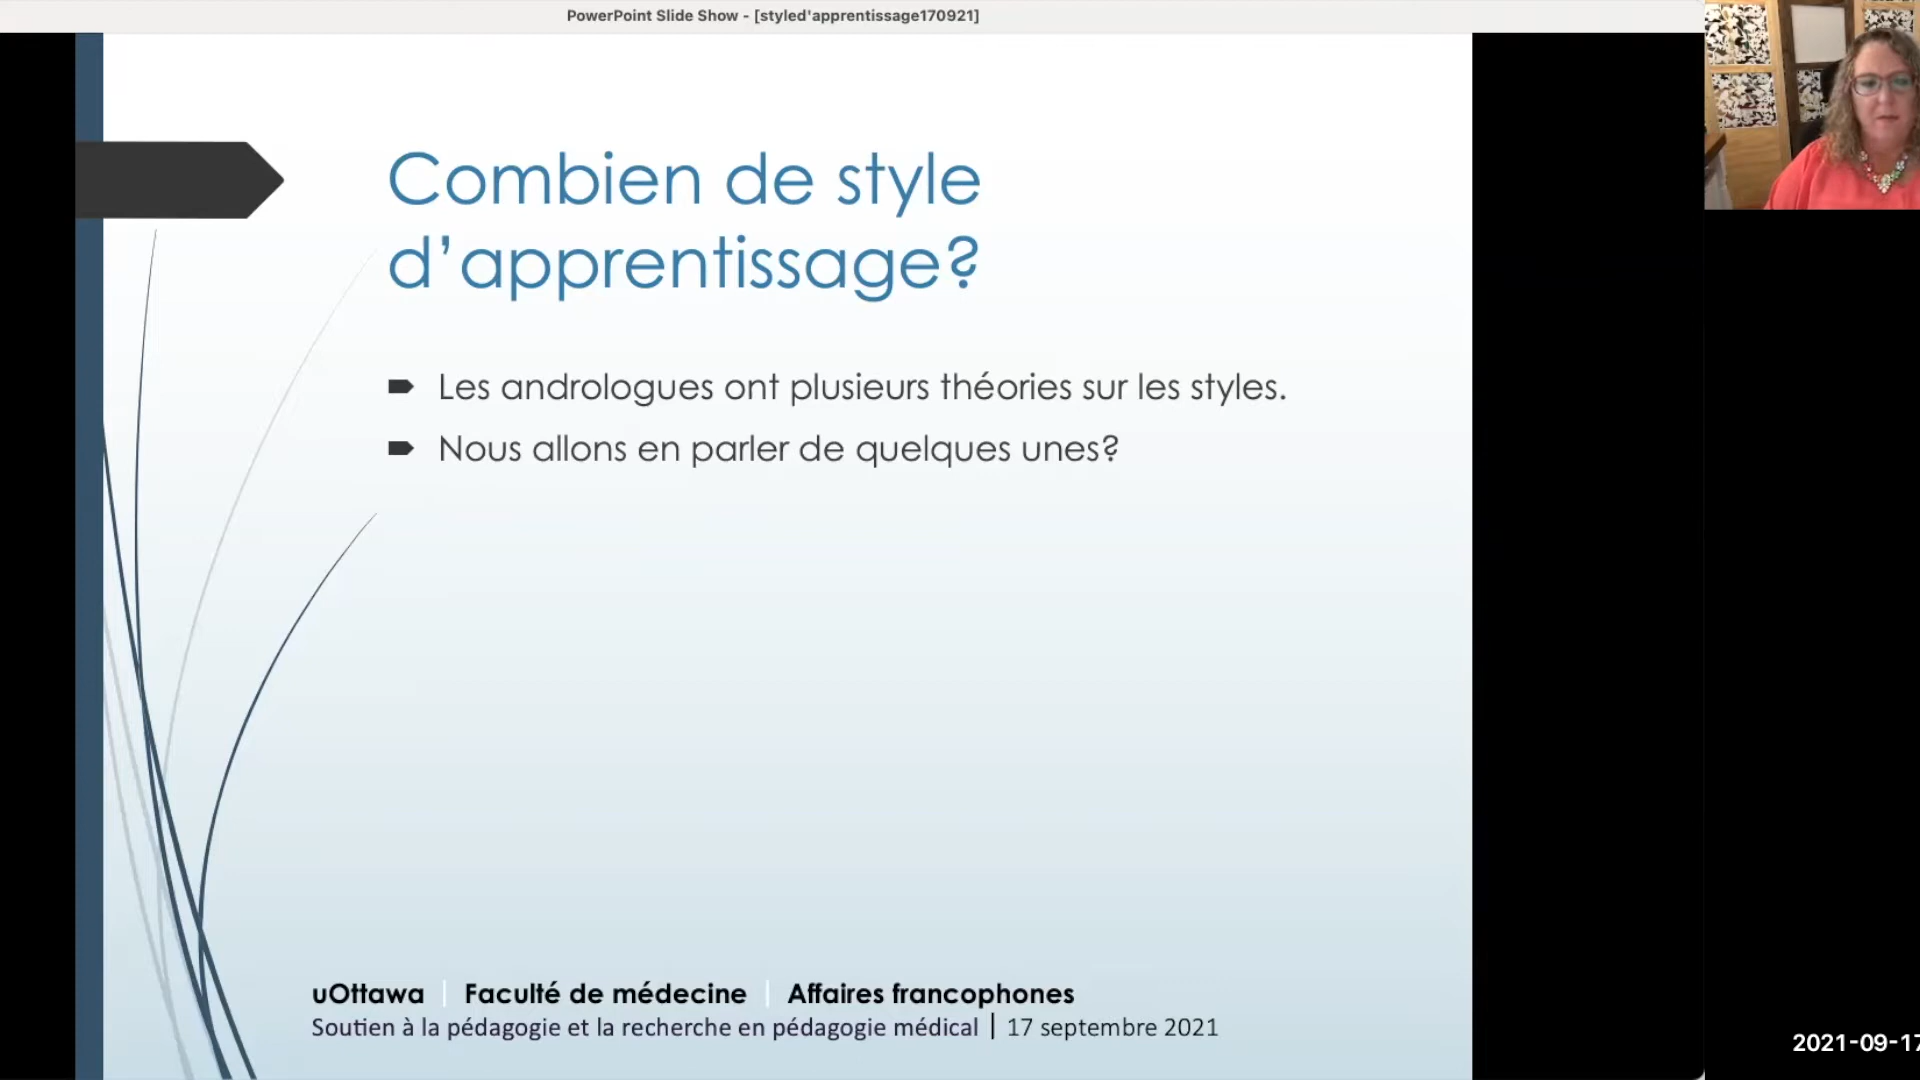 PowerPoint Slide Show - [styled'apprentissage170921]
Combien de style
d’apprentissage?
Les andrologues ont plusieurs théories sur les styles.
Nous allons en parler de quelques unes?
uOttawa | Faculté de médecine | Affaires francophones
Soutien à la pédagogie et la recherche en pédagogie médical | 17 septembre 2021
2021-09-17